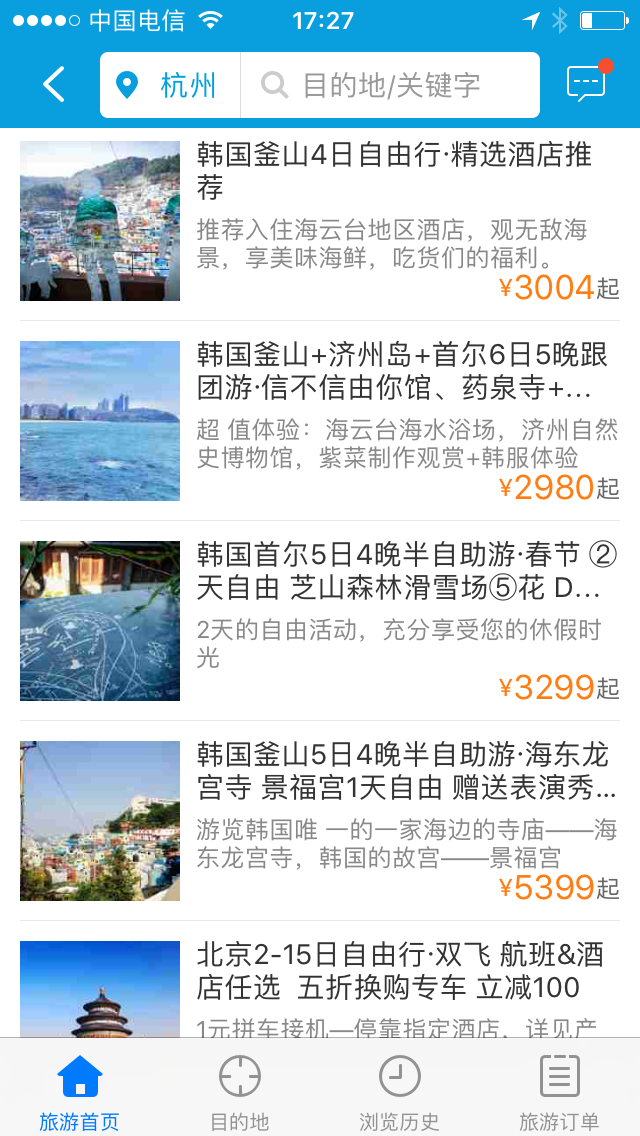 中国电信 17:27
杭州 目的地/关键字
韩国釜山4日自由行·精选酒店推
荐
推荐入住海云台地区酒店，观无敌海
景，享美味海鲜，吃货们的福利。
¥3004起
韩国釜山+济州岛+首尔6日5晚跟
团游·信不信由你馆、药泉寺+...
超 值体验：海云台海水浴场，济州自然
史博物馆，紫菜制作观赏+韩服体验
¥2980起
韩国首尔5日4晚半自助游·春节 ②
天自由 芝山森林滑雪场⑤花 D...
2天的自由活动，充分享受您的休假时
光
¥3299起
韩国釜山5日4晚半自助游·海东龙
宫寺 景福宫1天自由 赠送表演秀...
游览韩国唯 一的一家海边的寺庙——海
东龙宫寺，韩国的故宫——景福宫
¥5399起
北京2-15日自由行·双飞 航班&酒
店任选 五折换购专车 立减100
1元拼车接机—停靠指定酒店，详见产
旅游首页 目的地 浏览历史 旅游订单